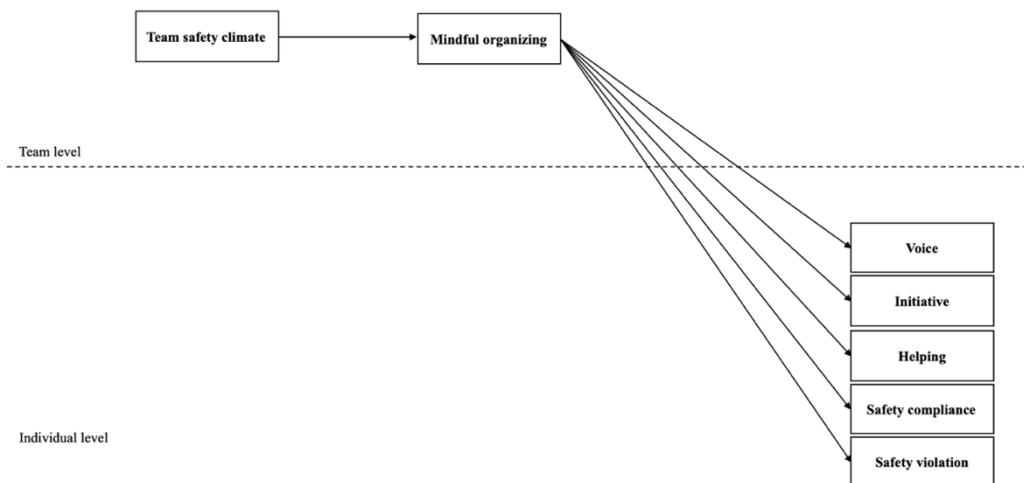 Team safety climate
Mindful organizing
Team level
Voice
Initiative
Helping
Safety compliance
Individual level
Safety violation